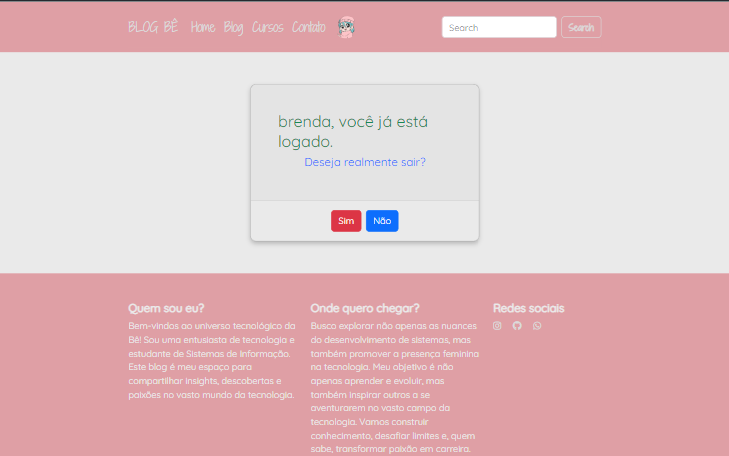 BLOG BÊ Home Blog Cursos Contato Search Search
brenda, você já está
logado.
Deseja realmente sair?
Sim Não
Quem sou eu?
Bem-vindos ao universo tecnológico da
Bê! Sou uma entusiasta de tecnologia e
estudante de Sistemas de Informação.
Este blog é meu espaço para
compartilhar insights, descobertas e
paixões no vasto mundo da tecnologia.
Onde quero chegar?
Busco explorar não apenas as nuances
do desenvolvimento de sistemas, mas
também promover a presença feminina
na tecnologia. Meu objetivo é não
apenas aprender e evoluir, mas
também inspirar outros a se
aventurarem no vasto campo da
tecnologia. Vamos construir
conhecimento, desafiar limites e, quem
sabe, transformar paixão em carreira.
Redes sociais